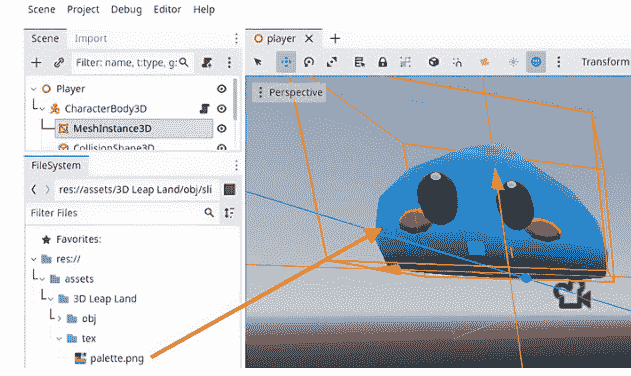 Scene Project Debug Editor Help
Scene Import
player
Filter: name, t:type, g:
Transform
Player
CharacterBody3D
MeshInstance3D
CollisionShape3D
Perspective
FileSystem
res://assets/3D Leap Land/obj/sli
Filter Files
Favorites:
res://
assets
3D Leap Land
obj
tex
palette.png